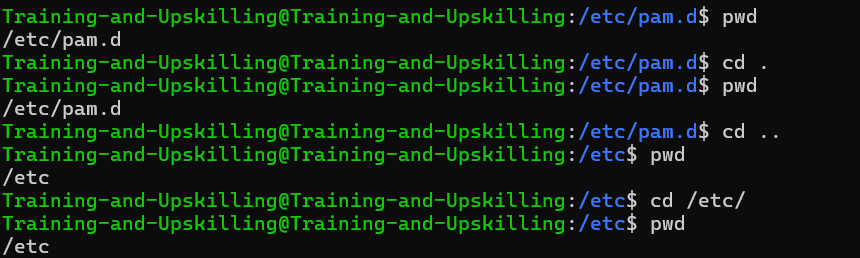 Training-and-Upskilling@Training-and-Upskilling:/etc/pam.d$ pwd
/etc/pam.d
Training-and-Upskilling@Training-and-Upskilling:/etc/pam.d$ cd .
Training-and-Upskilling@Training-and-Upskilling:/etc/pam.d$ pwd
/etc/pam.d
Training-and-Upskilling@Training-and-Upskilling:/etc/pam.d$ cd ..
Training-and-Upskilling@Training-and-Upskilling:/etc$ pwd
/etc
Training-and-Upskilling@Training-and-Upskilling:/etc$ cd /etc/
Training-and-Upskilling@Training-and-Upskilling:/etc$ pwd
/etc